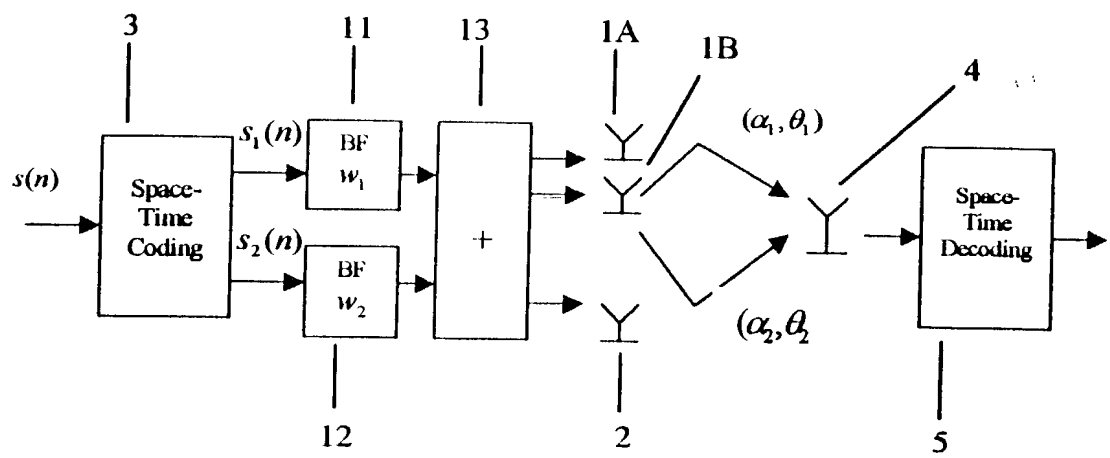 3
11
13
1A
1B
4
s(n)
Space-
Time
Coding
s₁(n)
s₂(n)
BF
w₁
BF
w₂
+
(α₁,θ₁)
(α₂,θ₂
Space-
Time
Decoding
12
2
5